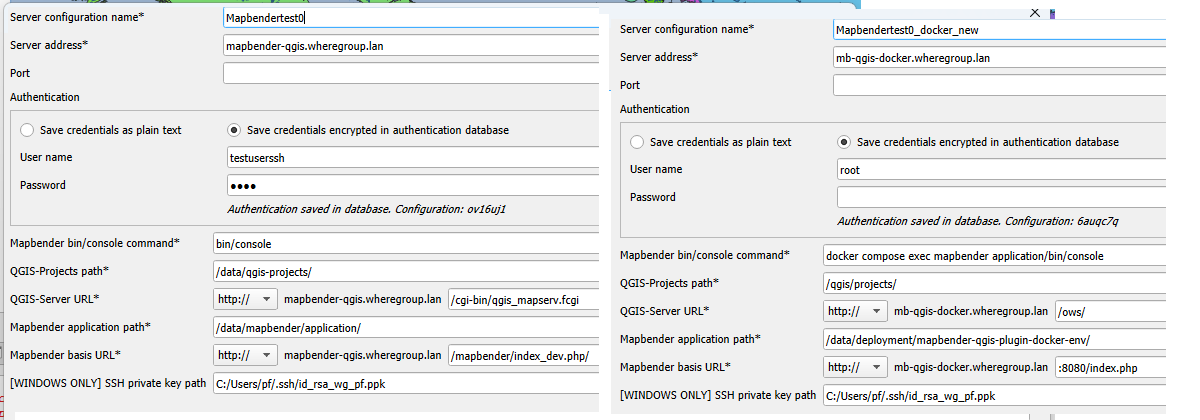 Server configuration name* Mapbendertest0
Server address* mapbender-qgis.wheregroup.lan
Port
Authentication
Save credentials as plain text Save credentials encrypted in authentication database
User name testuserssh
Password ●●●●
Authentication saved in database. Configuration: ov16uj1
Mapbender bin/console command* bin/console
QGIS-Projects path* /data/qgis-projects/
QGIS-Server URL* http:// mapbender-qgis.wheregroup.lan /cgi-bin/qgis_mapserv.fcgi
Mapbender application path* /data/mapbender/application/
Mapbender basis URL* http:// mapbender-qgis.wheregroup.lan /mapbender/index_dev.php/
[WINDOWS ONLY] SSH private key path C:/Users/pf/.ssh/id_rsa_wg_pf.ppk
Server configuration name* Mapbendertest0_docker_new
Server address* mb-qgis-docker.wheregroup.lan
Port
Authentication
Save credentials as plain text Save credentials encrypted in authentication database
User name root
Password
Authentication saved in database. Configuration: 6auqc7q
Mapbender bin/console command* docker compose exec mapbender application/bin/console
QGIS-Projects path* /qgis/projects/
QGIS-Server URL* http:// mb-qgis-docker.wheregroup.lan /ows/
Mapbender application path* /data/deployment/mapbender-qgis-plugin-docker-env/
Mapbender basis URL* http:// mb-qgis-docker.wheregroup.lan :8080/index.php
[WINDOWS ONLY] SSH private key path C:/Users/pf/.ssh/id_rsa_wg_pf.ppk